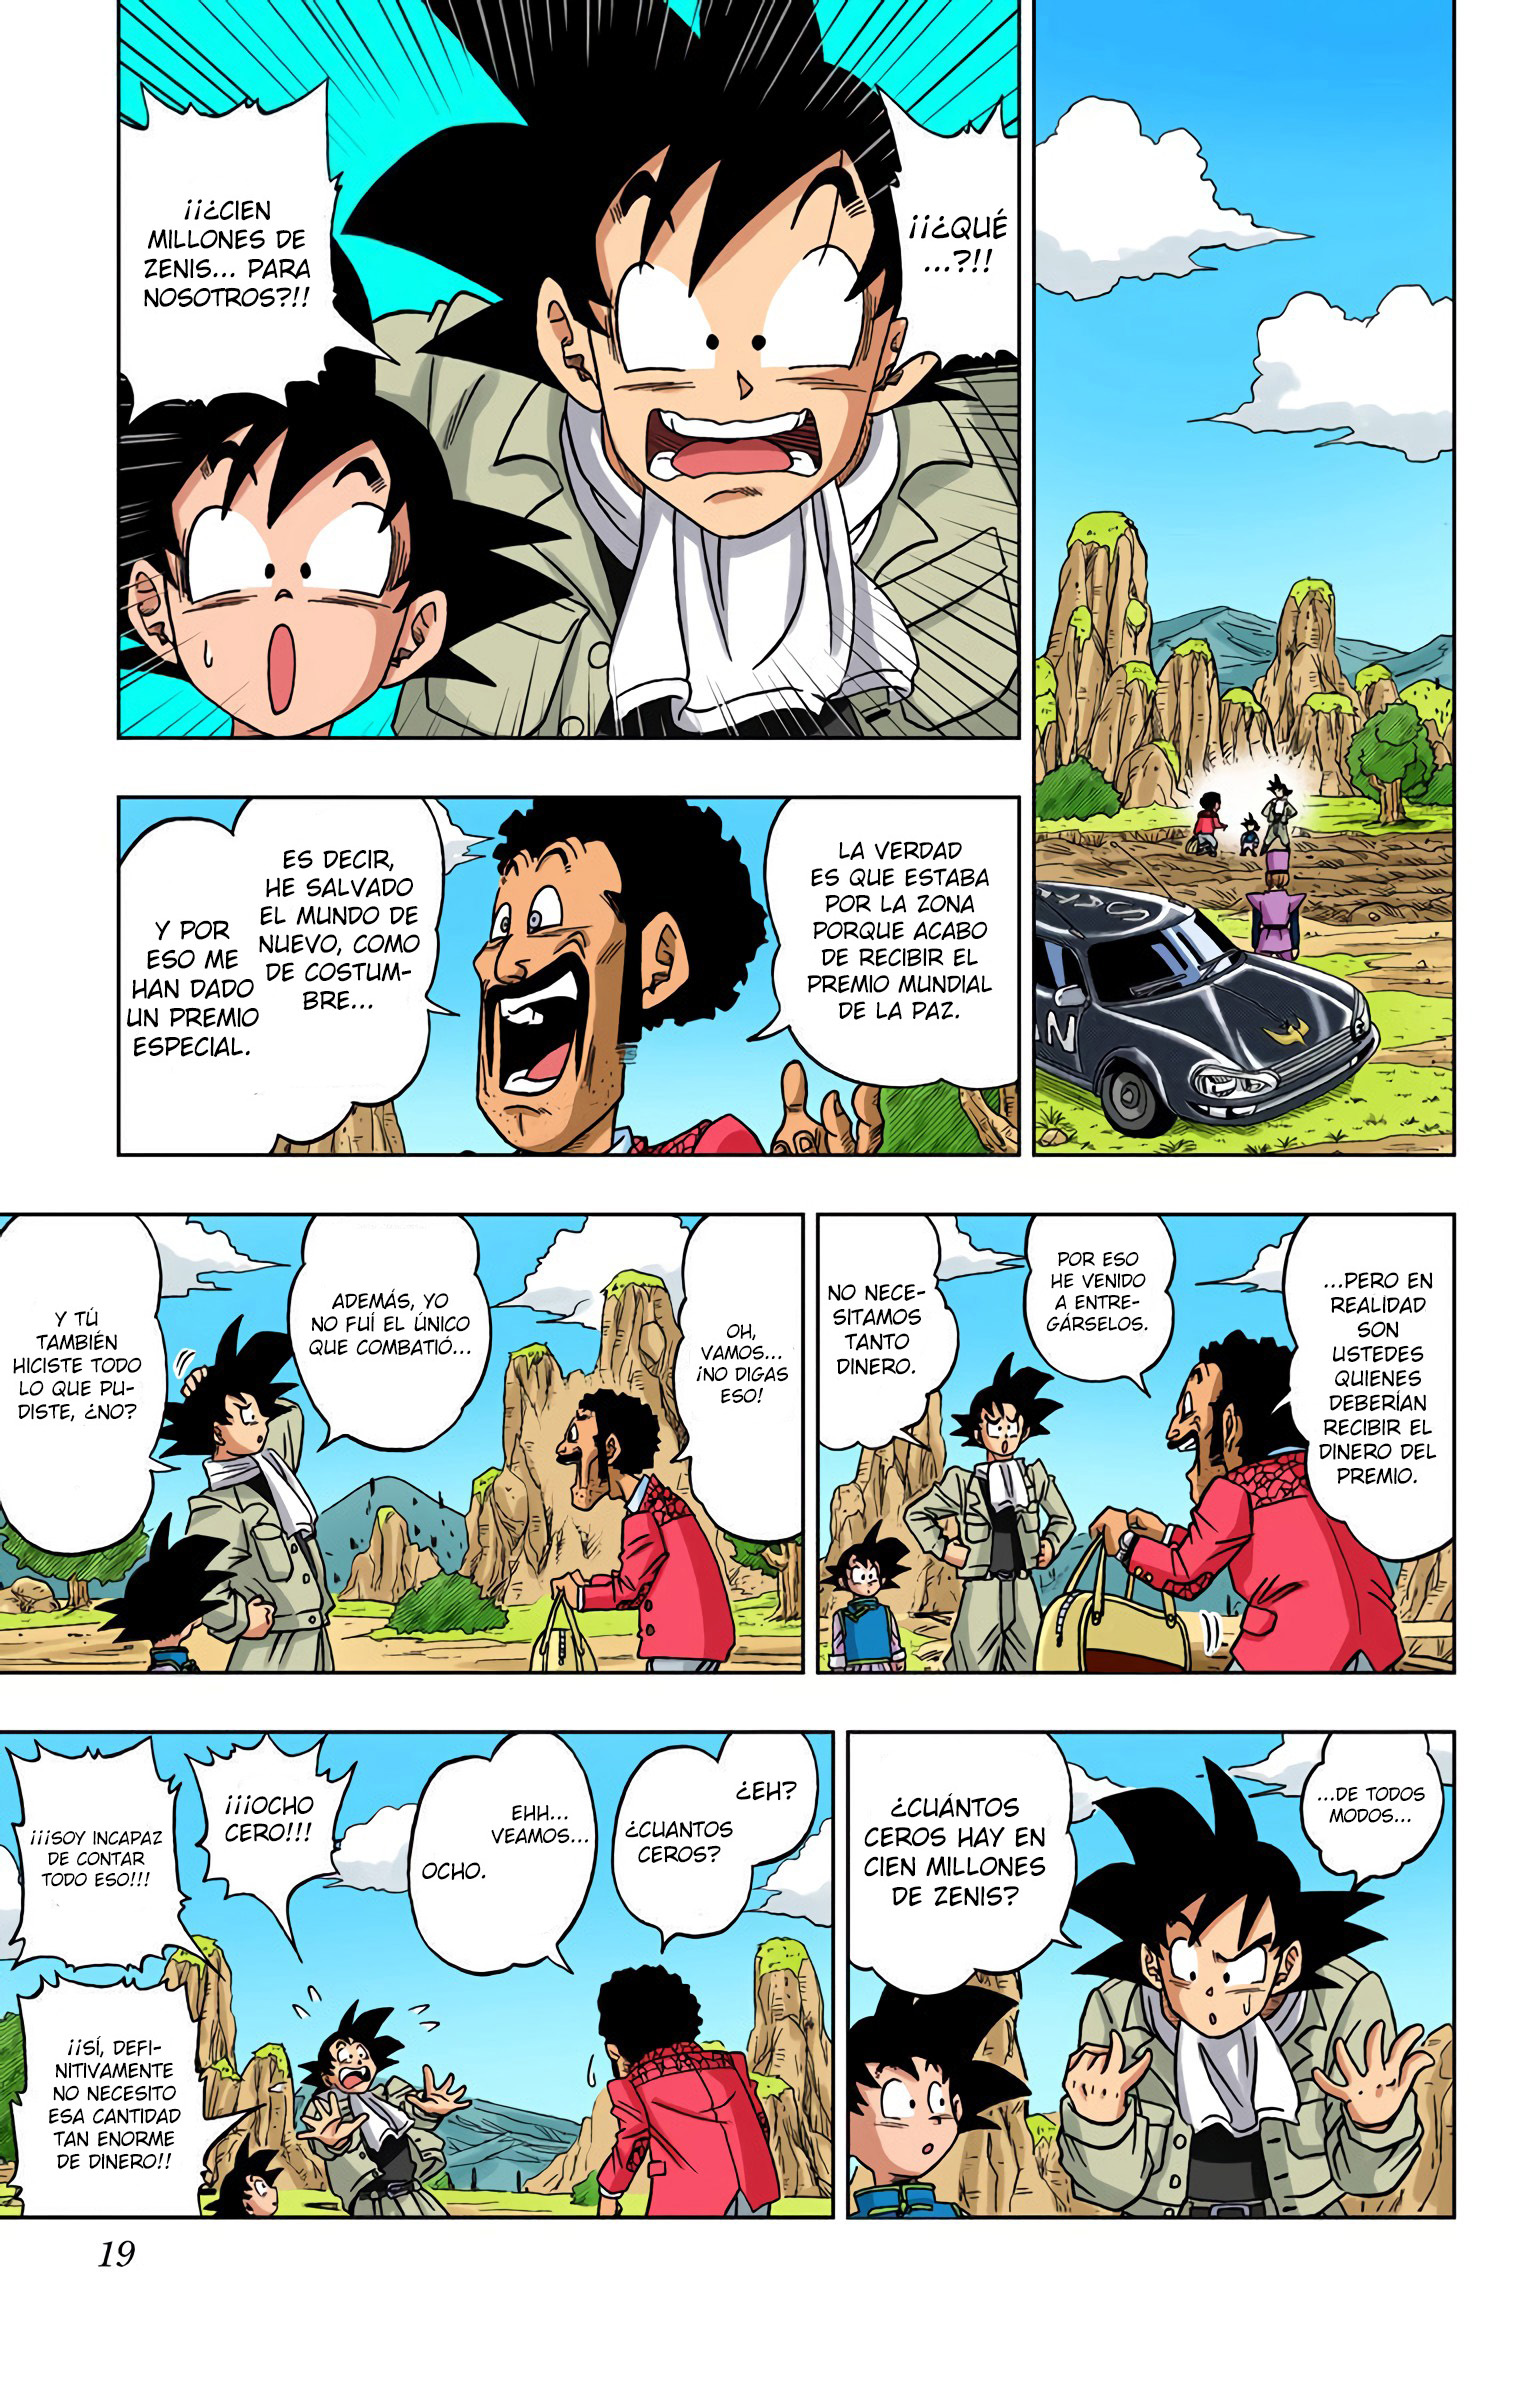 ¡¡¿QUÉ
...?!!
¡¡¿CIEN
MILLONES DE
ZENIS... PARA
NOSOTROS?!!
LA VERDAD
ES QUE ESTABA
POR LA ZONA
PORQUE ACABO
DE RECIBIR EL
PREMIO MUNDIAL
DE LA PAZ.
ES DECIR,
HE SALVADO
EL MUNDO DE
NUEVO, COMO
DE COSTUM-
BRE...
Y POR
ESO ME
HAN DADO
UN PREMIO
ESPECIAL.
...PERO EN
REALIDAD
SON
USTEDES
QUIENES
DEBERÍAN
RECIBIR EL
DINERO DEL
PREMIO.
POR ESO
HE VENIDO
A ENTRE-
GÁRSELOS.
NO NECE-
SITAMOS
TANTO
DINERO.
OH,
VAMOS...
¡NO DIGAS
ESO!
ADEMÁS, YO
NO FUÍ EL ÚNICO
QUE COMBATIÓ...
Y TÚ
TAMBIÉN
HICISTE TODO
LO QUE PU-
DISTE, ¿NO?
...DE TODOS
MODOS...
¿CUÁNTOS
CEROS HAY EN
CIEN MILLONES
DE ZENIS?
¿EH?
¿CUANTOS
CEROS?
EHH...
VEAMOS...
OCHO.
¡¡¡OCHO
CERO!!!
¡¡¡SOY INCAPAZ
DE CONTAR
TODO ESO!!!
¡¡SÍ, DEFI-
NITIVAMENTE
NO NECESITO
ESA CANTIDAD
TAN ENORME
DE DINERO!!
19